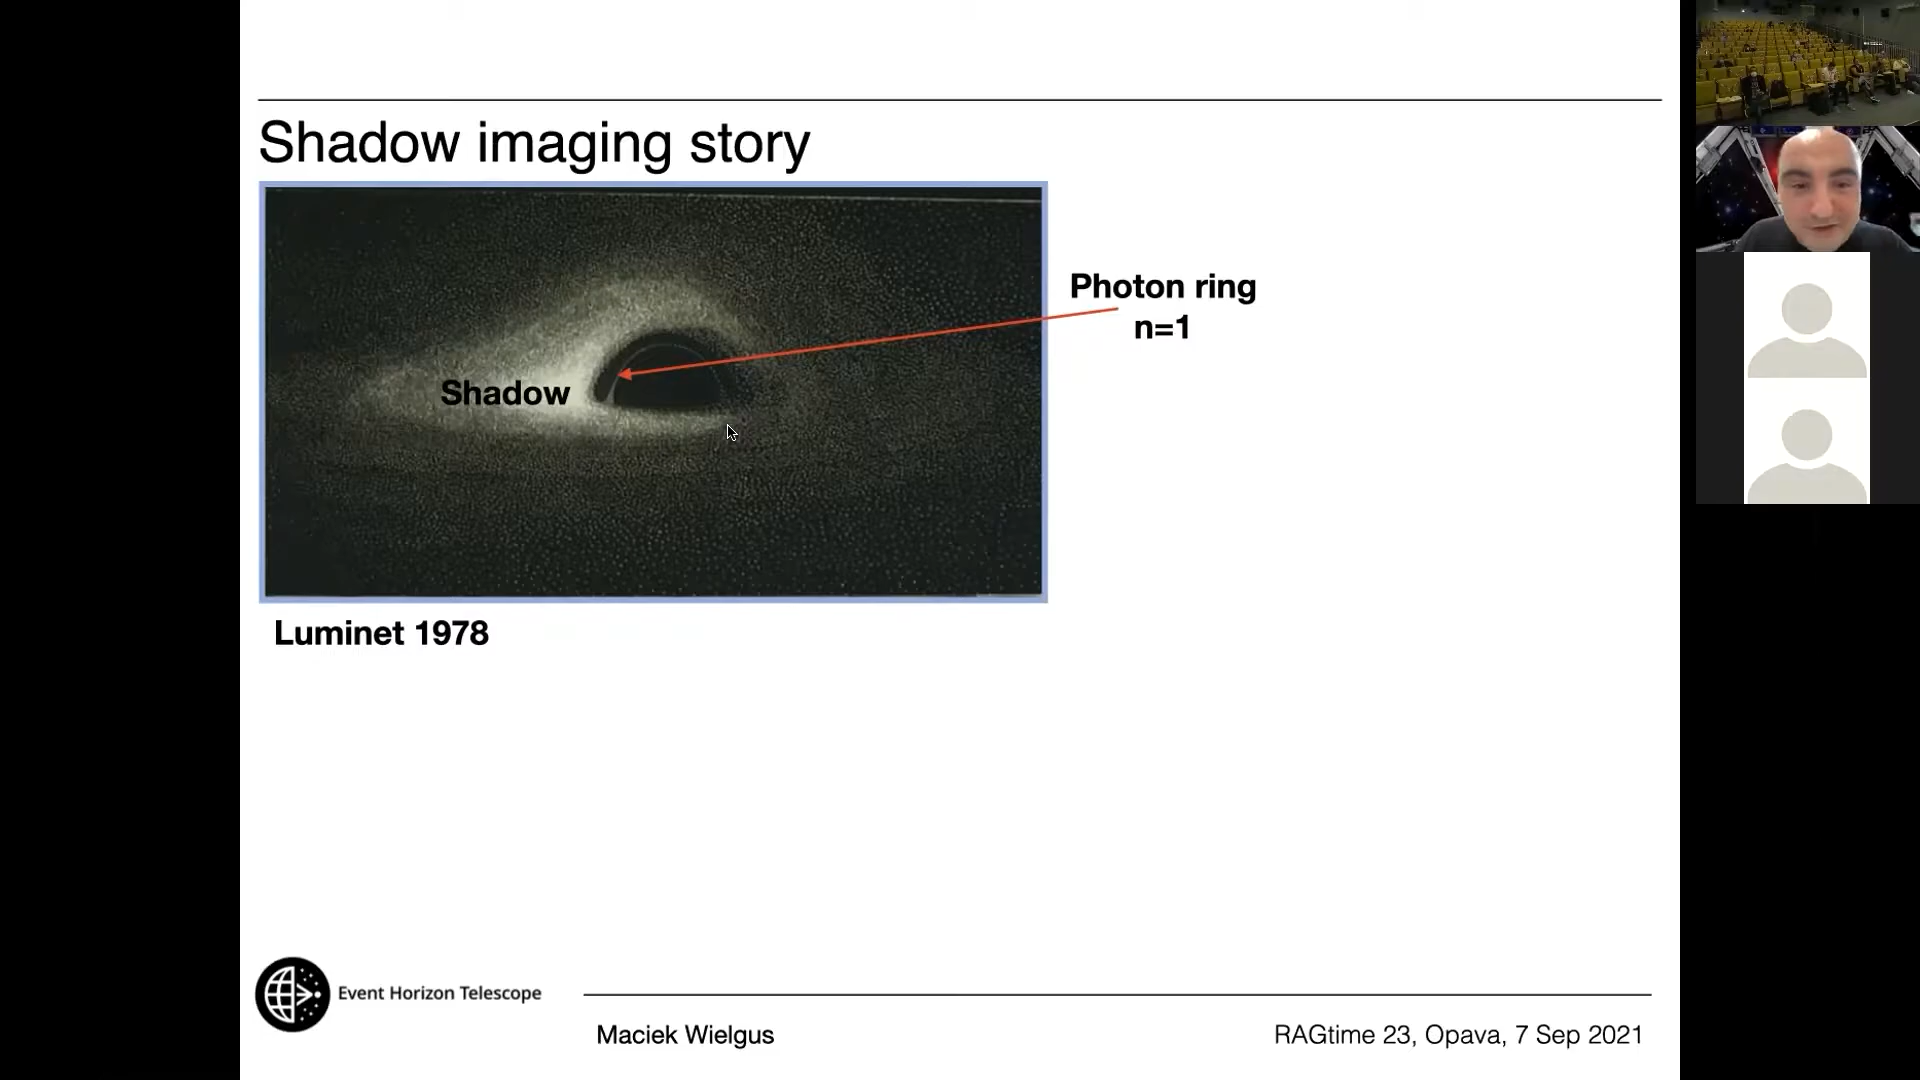 Shadow imaging story
Photon ring
n=1
Shadow
Luminet 1978
Event Horizon Telescope
Maciek Wielgus
RAGtime 23, Opava, 7 Sep 2021